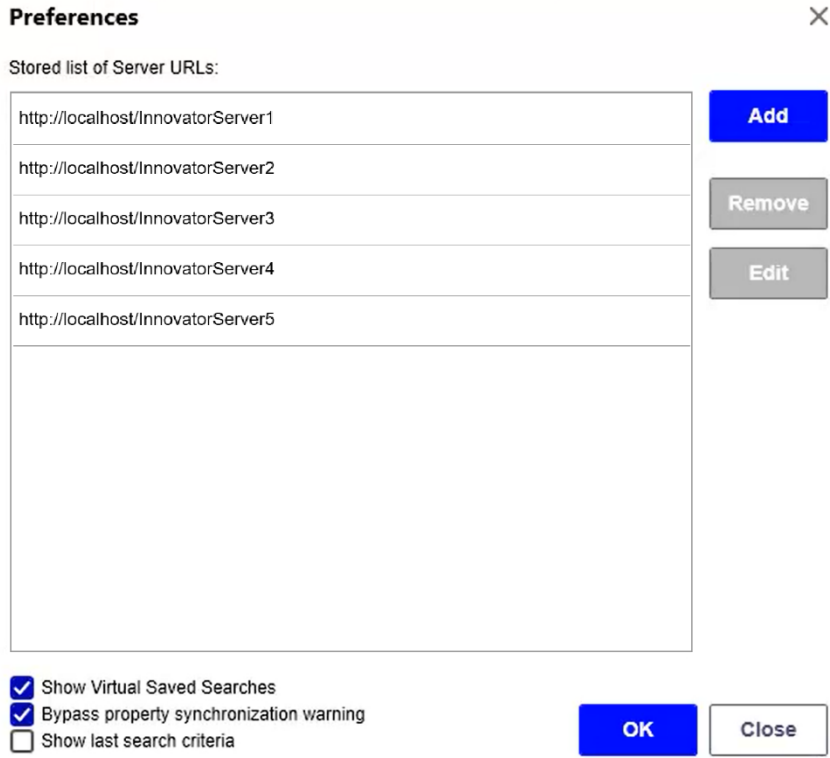 Preferences
Stored list of Server URLs:
http://localhost/InnovatorServer1
Add
http://localhost/InnovatorServer2
http://localhost/InnovatorServer3
Remove
http://localhost/InnovatorServer4
Edit
http://localhost/InnovatorServer5
Show Virtual Saved Searches
Bypass property synchronization warning
Show last search criteria
OK
Close